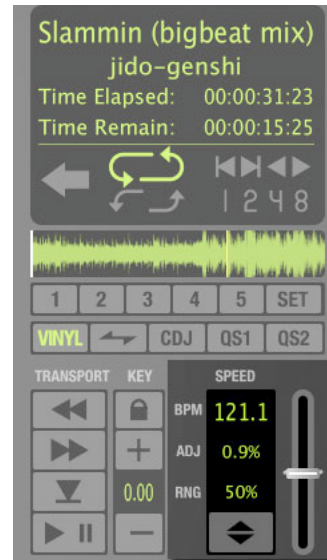 Slammin (bigbeat mix)
jido-genshi
Time Elapsed: 00:00:31:23
Time Remain: 00:00:15:25
1 2 4 8
1 2 3 4 5 SET
VINYL CDJ QS1 QS2
TRANSPORT KEY SPEED
BPM 121.1
ADJ 0.9%
0.00 RNG 50%